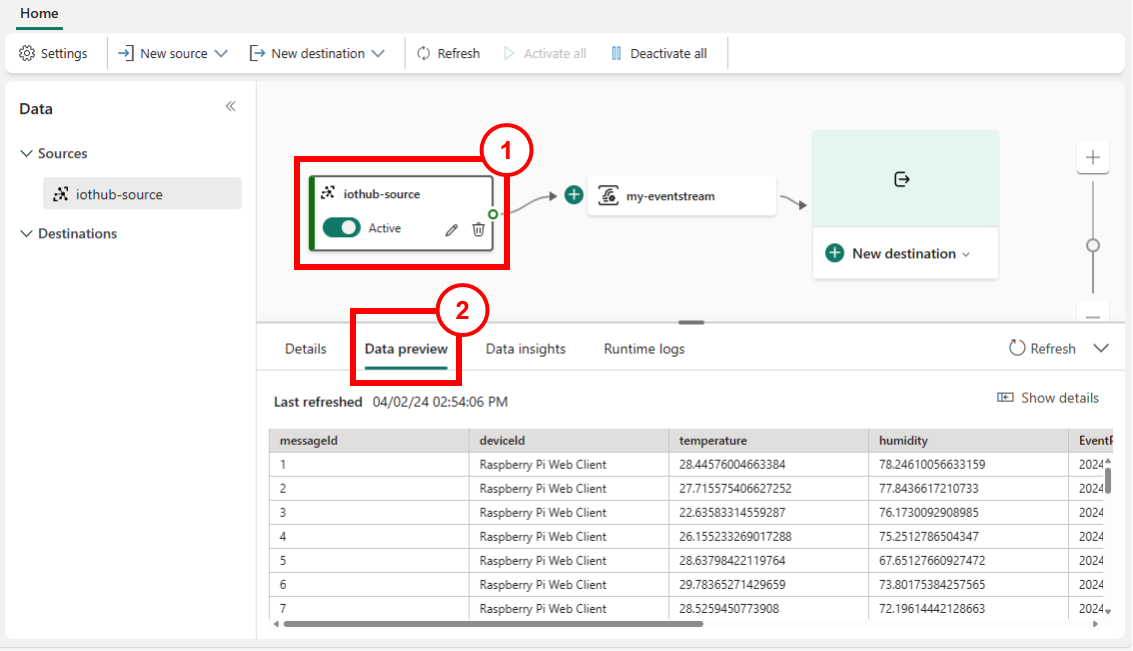 Home
Settings New source New destination Refresh Activate all Deactivate all
Data
Sources
iothub-source
Destinations
1
iothub-source
Active
my-eventstream
New destination
2
Details Data preview Data insights Runtime logs Refresh
Last refreshed 04/02/24 02:54:06 PM Show details
messageId deviceId temperature humidity EventP
1 Raspberry Pi Web Client 28.44576004663384 78.24610056633159 2024
2 Raspberry Pi Web Client 27.715575406627252 77.8436617210733 2024
3 Raspberry Pi Web Client 22.63583314559287 76.1730092908985 2024
4 Raspberry Pi Web Client 26.155233269017288 75.2512786504347 2024
5 Raspberry Pi Web Client 28.63798422119764 67.65127660927472 2024
6 Raspberry Pi Web Client 29.78365271429659 73.80175384257565 2024
7 Raspberry Pi Web Client 28.5259450773908 72.19614442128663 2024